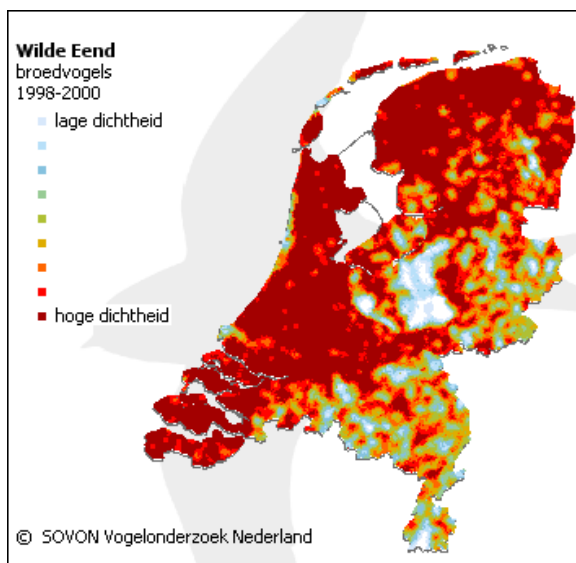 Wilde Eend
broedvogels
1998-2000
lage dichtheid
hoge dichtheid
© SOVON Vogelonderzoek Nederland